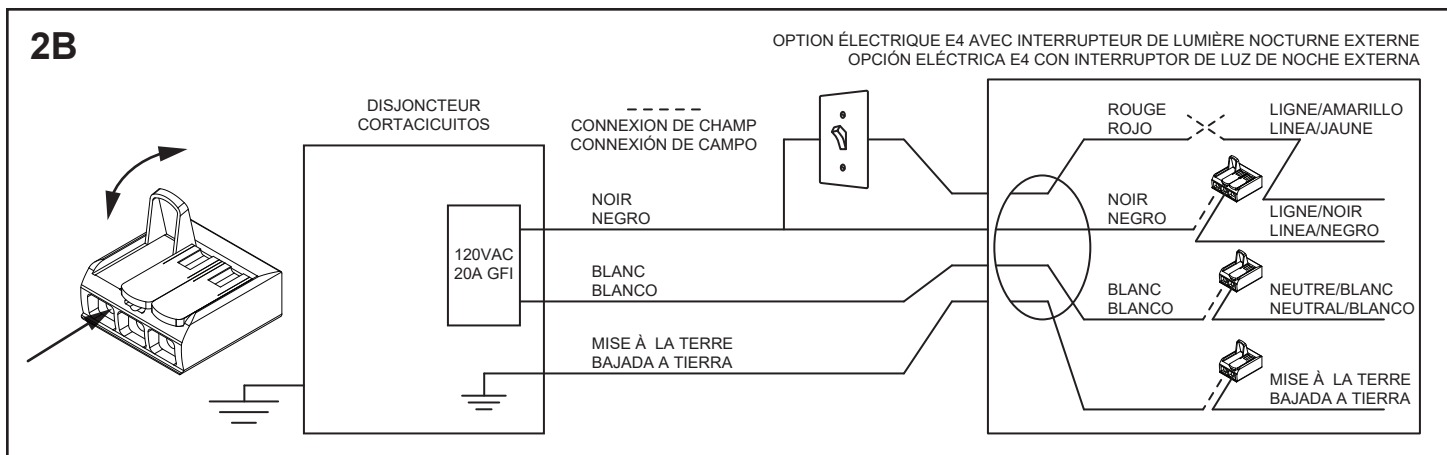 2B
OPTION ÉLECTRIQUE E4 AVEC INTERRUPTEUR DE LUMIÈRE NOCTURNE EXTERNE
OPCIÓN ELÉCTRICA E4 CON INTERRUPTOR DE LUZ DE NOCHE EXTERNA
DISJONCTEUR
CORTACICUITOS
CONNEXION DE CHAMP
CONNEXIÓN DE CAMPO
ROUGE
ROJO
LIGNE/AMARILLO
LINEA/JAUNE
NOIR
NEGRO
NOIR
NEGRO
LIGNE/NOIR
LINEA/NEGRO
120VAC
20A GFI
BLANC
BLANCO
BLANC
BLANCO
NEUTRE/BLANC
NEUTRAL/BLANCO
MISE À LA TERRE
BAJADA A TIERRA
MISE À LA TERRE
BAJADA A TIERRA